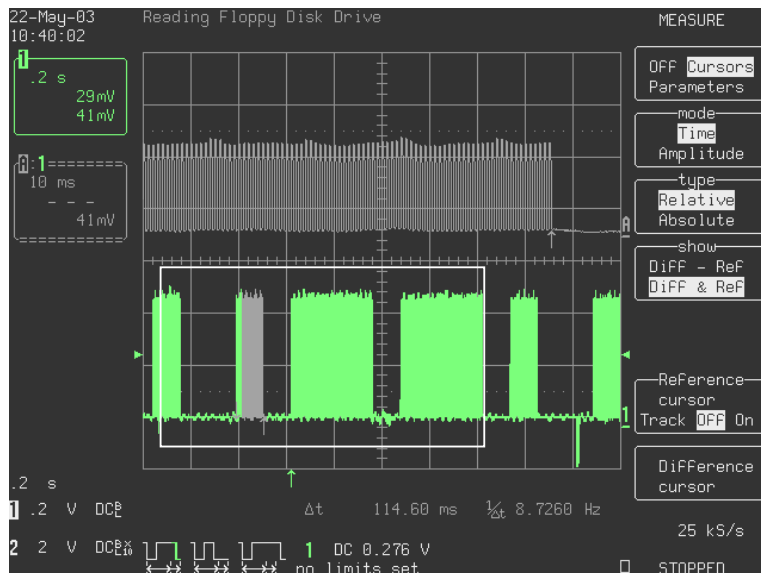 22-May-03
10:40:02
Reading Floppy Disk Drive
MEASURE
1
.2 s
29mV
41mV
A:1
10 ms
- - -
41mV
OFF Cursors
Parameters
mode
Time
Amplitude
type
Relative
Absolute
show
Diff - Ref
Diff & Ref
Reference
cursor
Track OFF On
Difference
cursor
A
1
.2 s
1 .2 V DC
Δt 114.60 ms 1/Δt 8.7260 Hz
25 kS/s
2 2 V DC
1 DC 0.276 V
no limits set
STOPPED